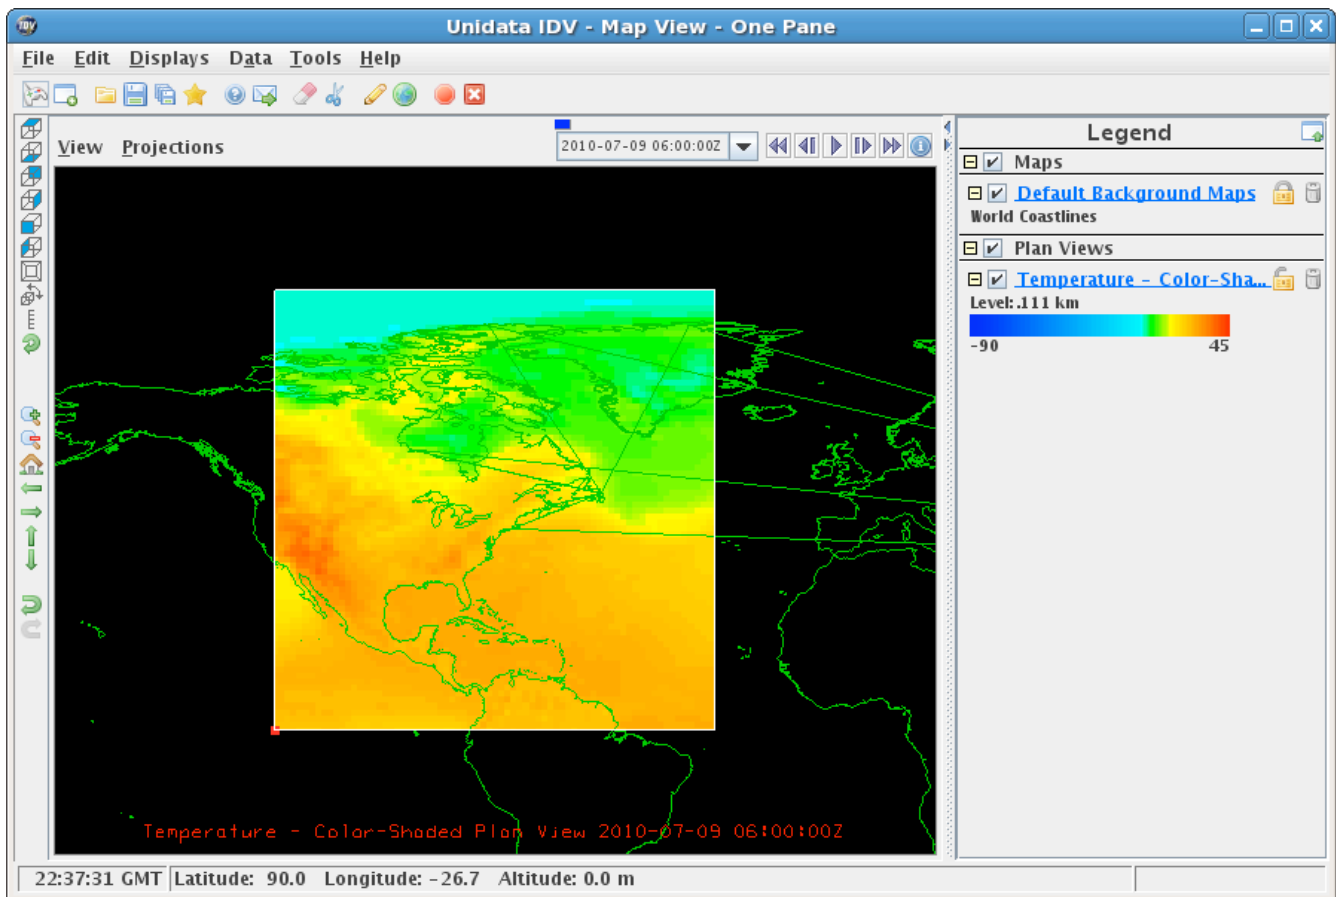 IDV
Unidata IDV - Map View - One Pane
File Edit Displays Data Tools Help
View Projections
2010-07-09 06:00:00Z
Legend
Maps
Default Background Maps
World Coastlines
Plan Views
Temperature - Color-Sha...
Level: .111 km
-90 45
Temperature - Color-Shaded Plan View 2010-07-09 06:00:00Z
22:37:31 GMT Latitude: 90.0 Longitude: -26.7 Altitude: 0.0 m